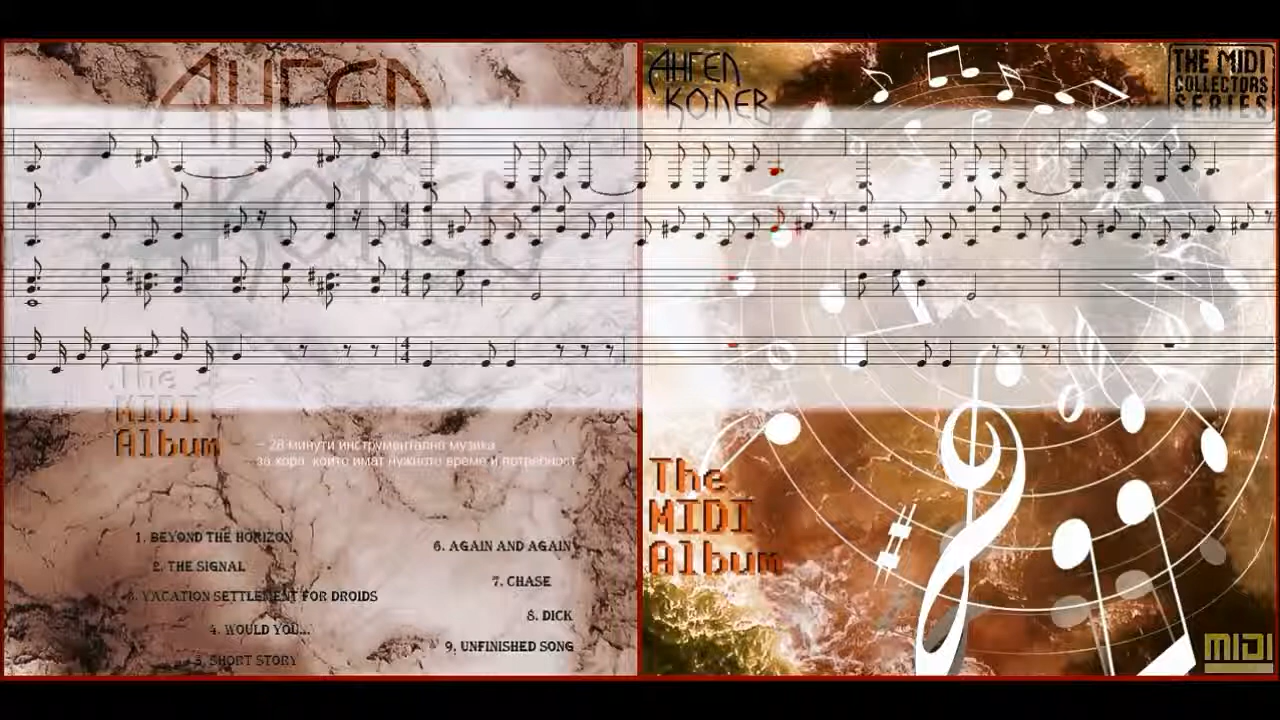 АНГЕЛ
КОЛЕВ
The
MIDI
Album
– 28 минути инструментална музика
за хора, които имат нужното време и потребност
1. BEYOND THE HORIZON
2. THE SIGNAL
3. VACATION SETTLEMENT FOR DROIDS
4. WOULD YOU...
5. SHORT STORY
6. AGAIN AND AGAIN
7. CHASE
8. DICK
9. UNFINISHED SONG
АНГЕЛ
КОЛЕВ
THE MIDI
COLLECTORS
SERIES
The
MIDI
Album
MIDI